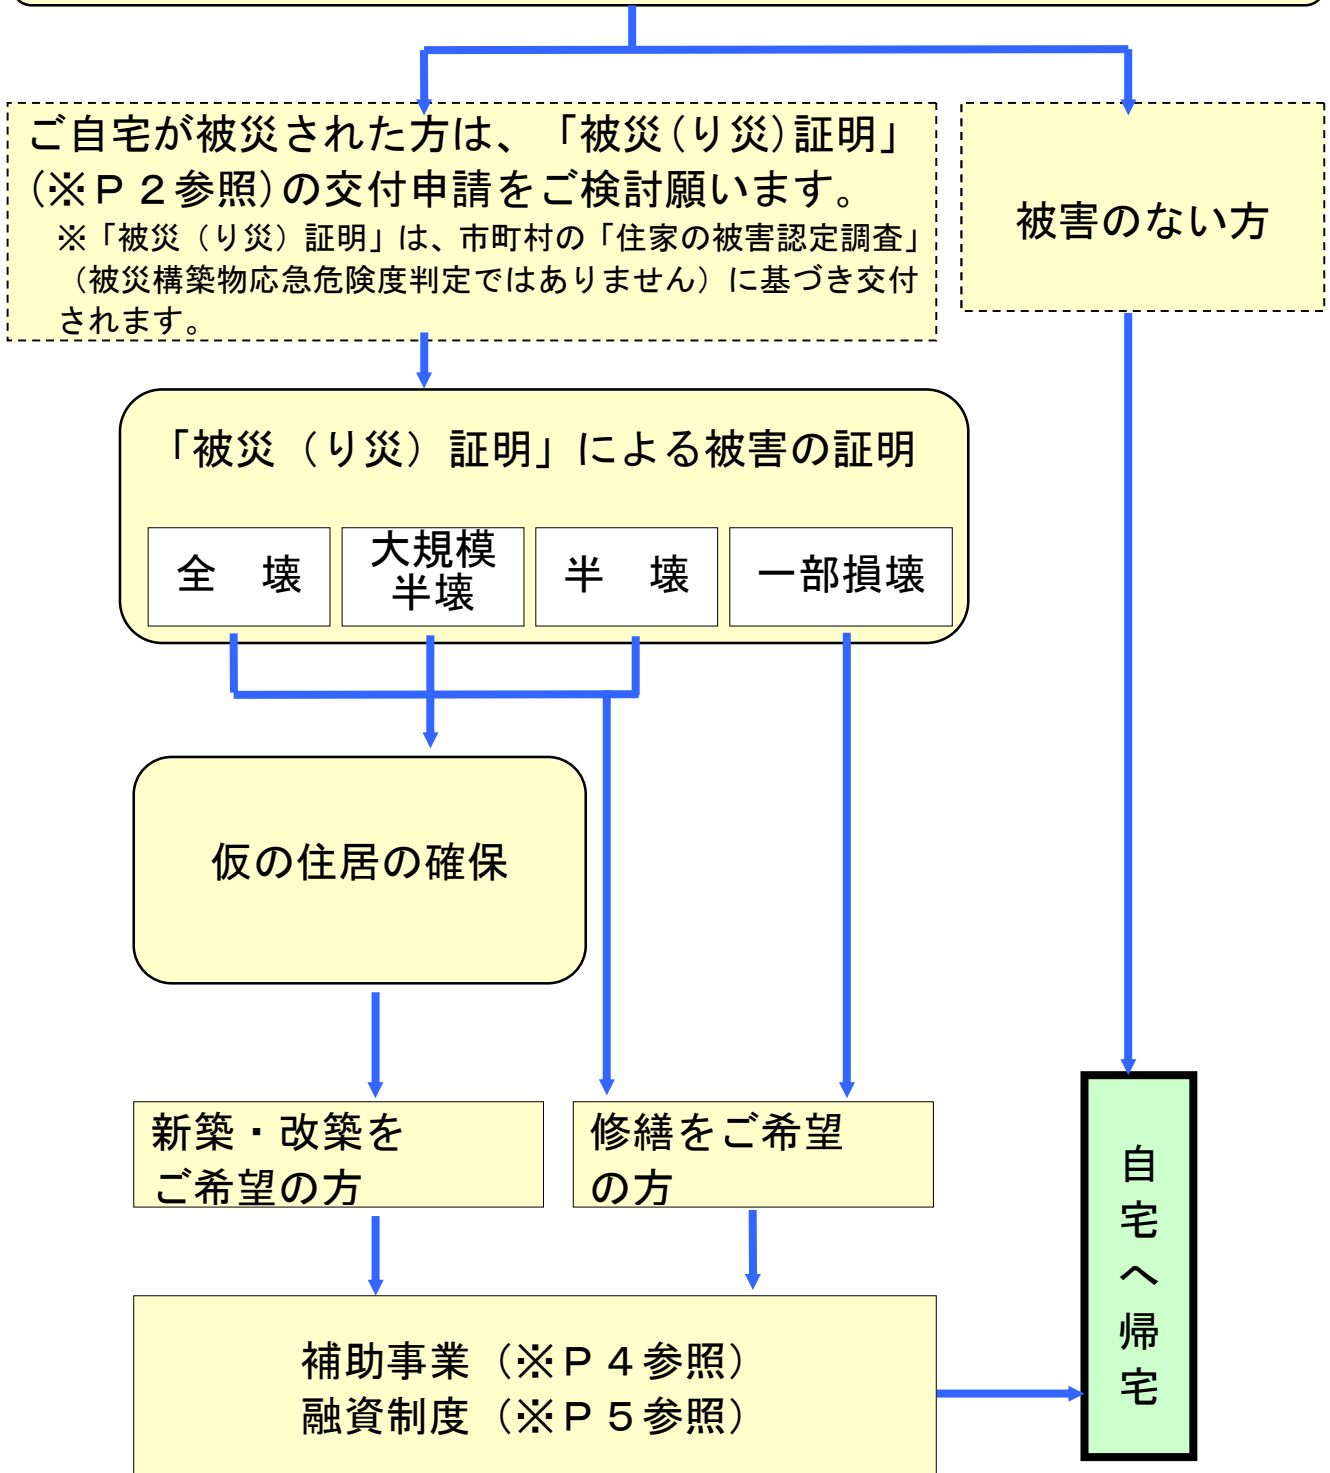 ご自宅が被災された方は、「被災(り災)証明」
(※Ｐ２参照)の交付申請をご検討願います。
※「被災（り災）証明」は、市町村の「住家の被害認定調査」
（被災構築物応急危険度判定ではありません）に基づき交付
されます。
被害のない方
「被災（り災）証明」による被害の証明
全　壊
大規模
半壊
半　壊
一部損壊
仮の住居の確保
新築・改築を
ご希望の方
修繕をご希望
の方
補助事業（※Ｐ４参照）
融資制度（※Ｐ５参照）
自宅へ帰宅